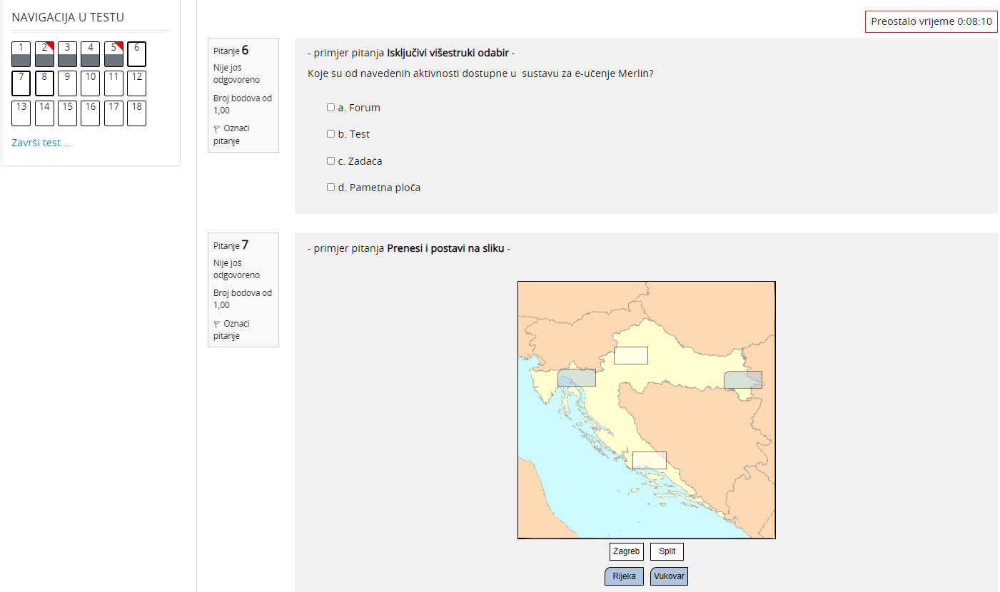 NAVIGACIJA U TESTU
1 2 3 4 5 6
7 8 9 10 11 12
13 14 15 16 17 18
Završi test ...
Preostalo vrijeme 0:08:10
Pitanje 6
Nije još
odgovoreno
Broj bodova od
1,00
Označi
pitanje
- primjer pitanja Isključivi višestruki odabir -
Koje su od navedenih aktivnosti dostupne u  sustavu za e-učenje Merlin?
a. Forum
b. Test
c. Zadaća
d. Pametna ploča
Pitanje 7
Nije još
odgovoreno
Broj bodova od
1,00
Označi
pitanje
- primjer pitanja Prenesi i postavi na sliku -
Zagreb Split
Rijeka Vukovar